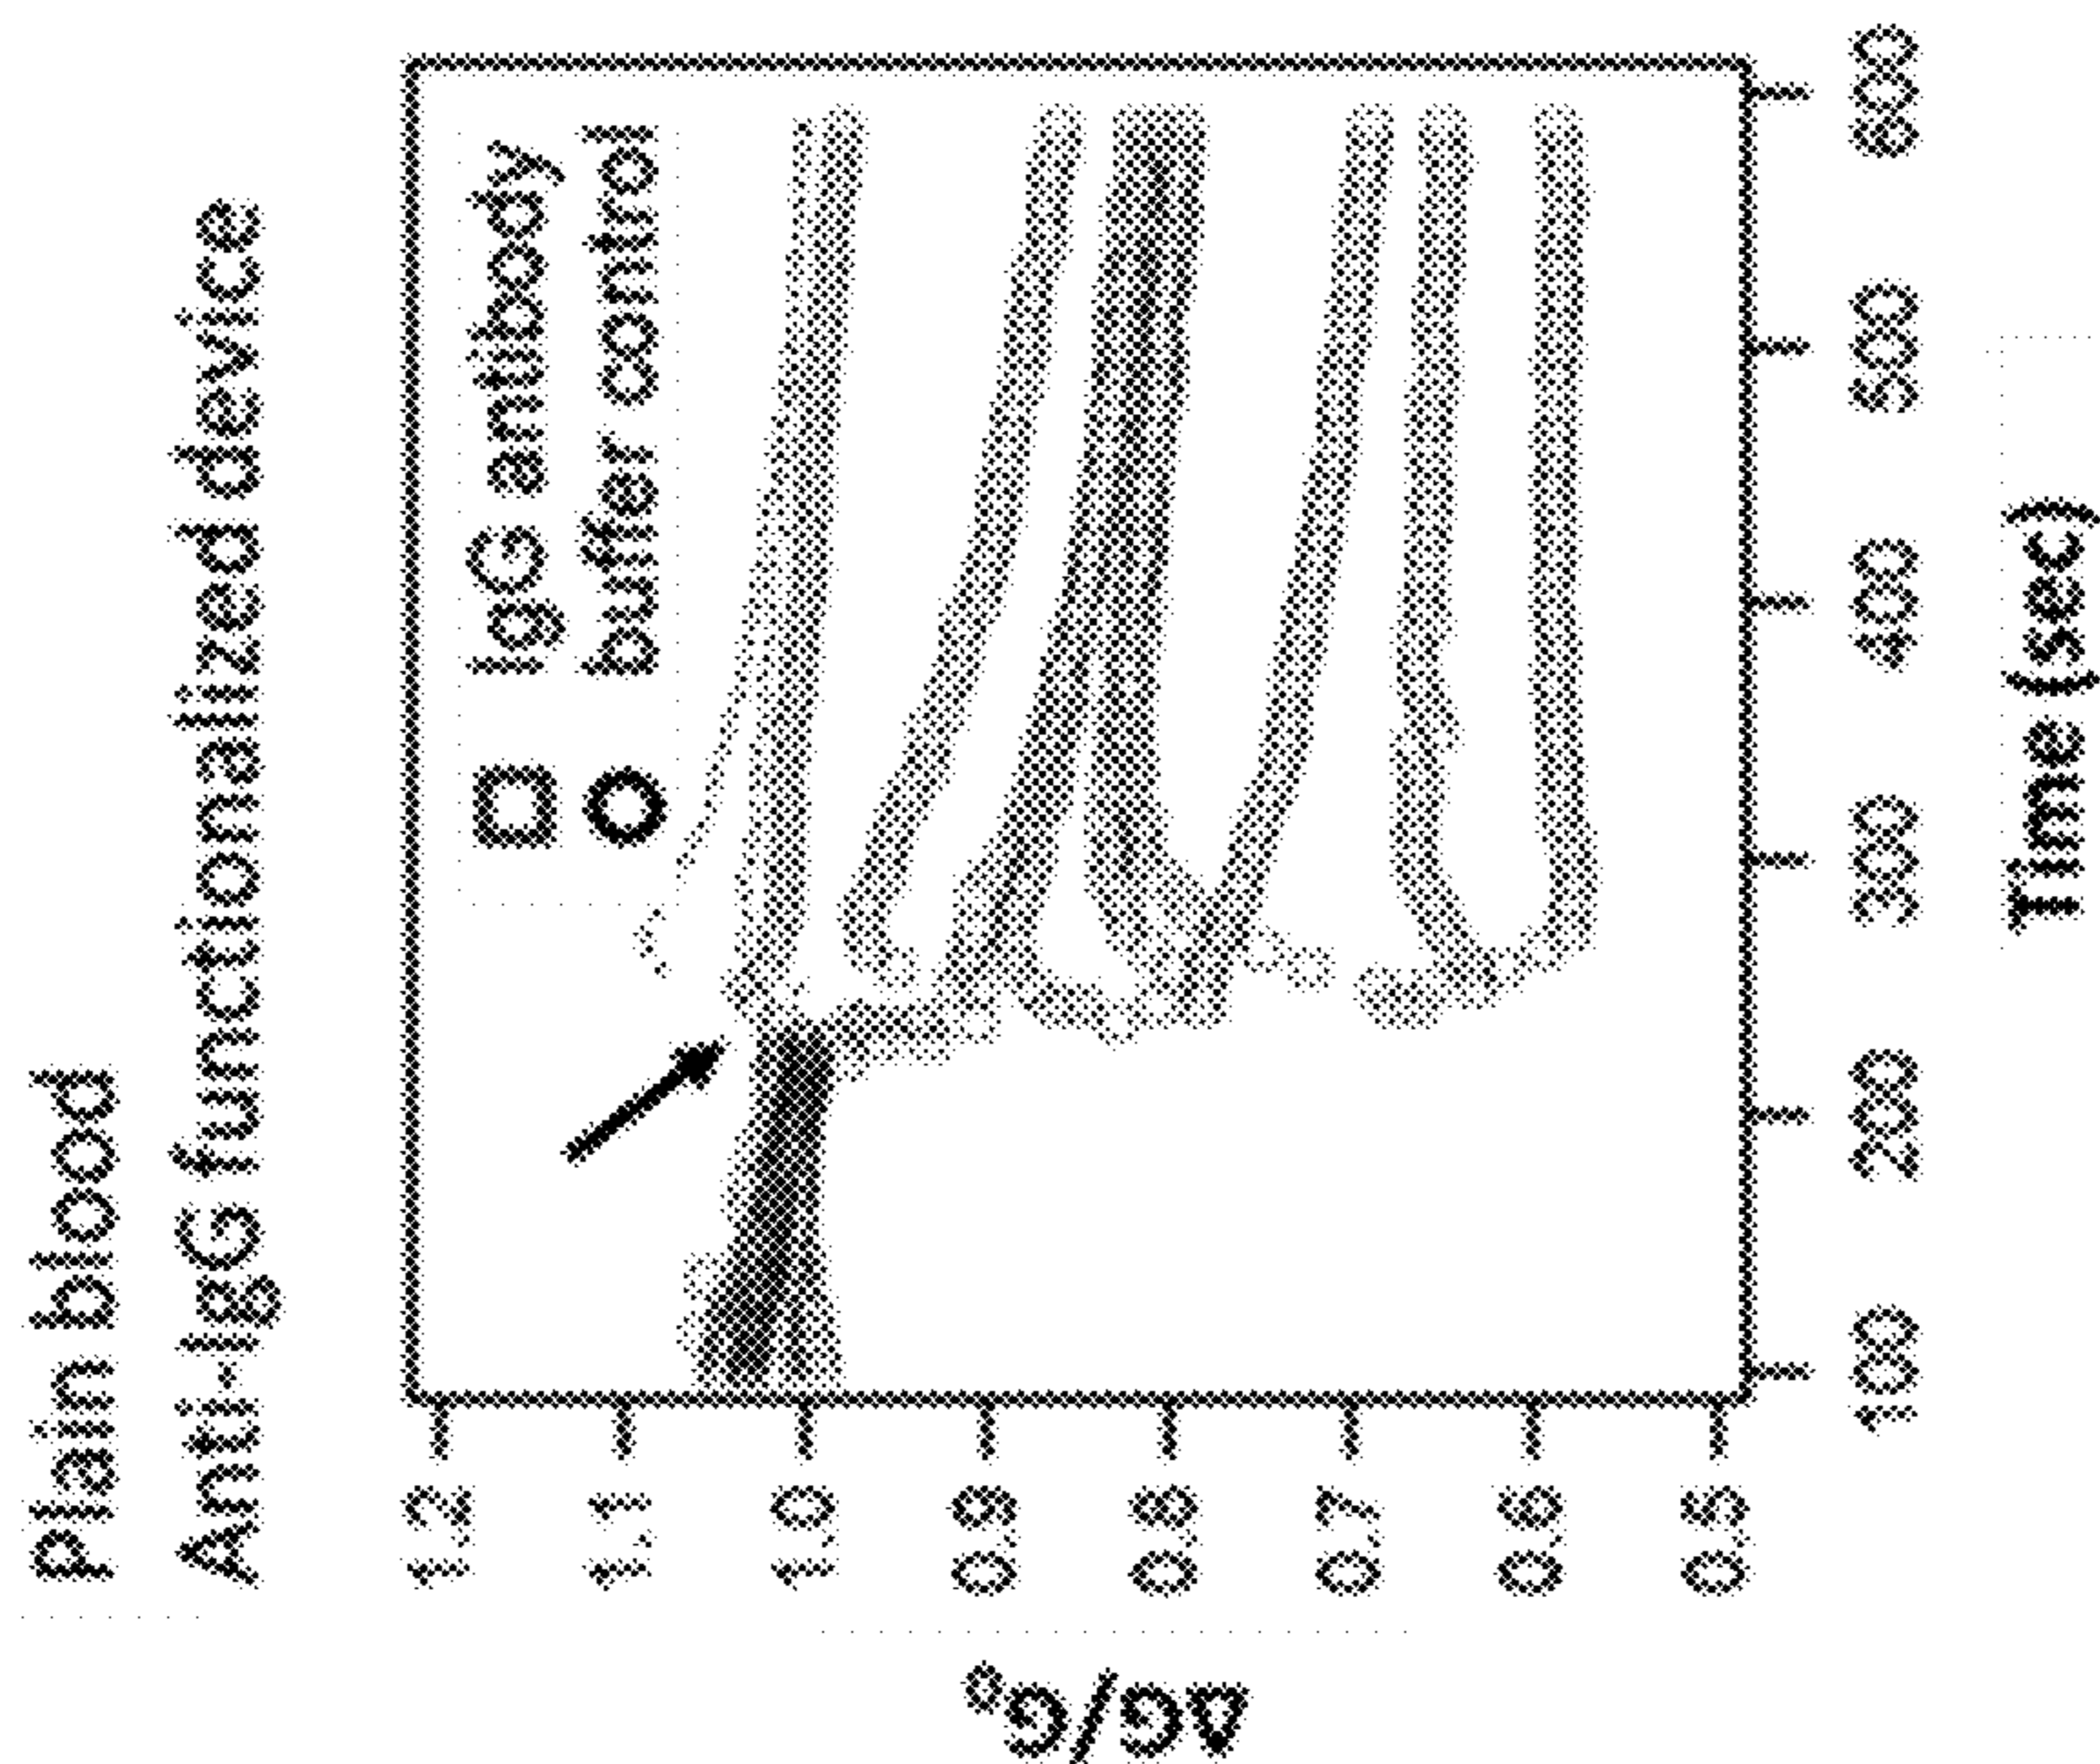 Plain blood
Anti-IgG functionalized device
IgG antibody
buffer control
1.2
1.1
1.0
0.9
0.8
0.7
0.6
0.5
ΔG/G₀
100
200
300
400
500
600
Time (sec)